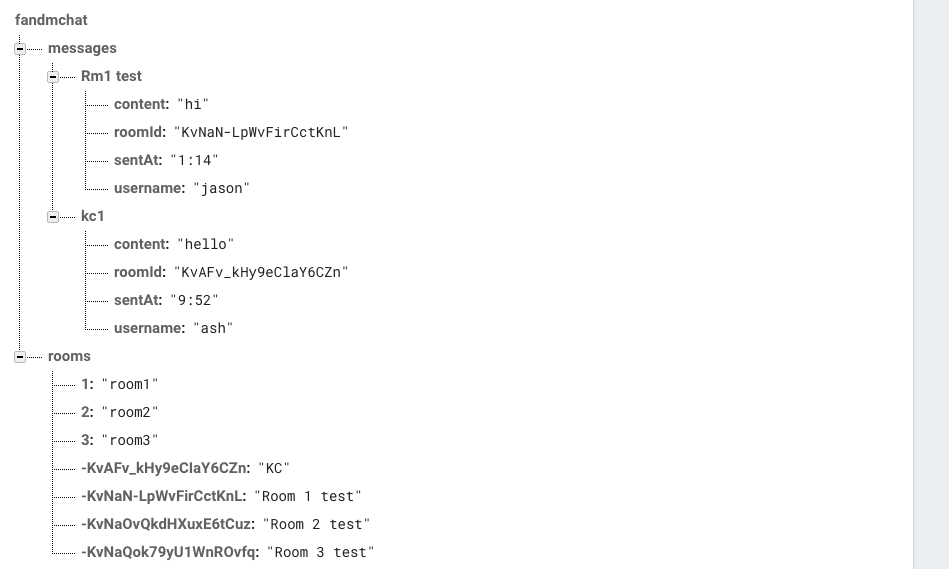 fandmchat
messages
Rm1 test
content: "hi"
roomId: "KvNaN-LpWvFirCctKnL"
sentAt: "1:14"
username: "jason"
kc1
content: "hello"
roomId: "KvAFv_kHy9eClaY6CZn"
sentAt: "9:52"
username: "ash"
rooms
1: "room1"
2: "room2"
3: "room3"
-KvAFv_kHy9eClaY6CZn: "KC"
-KvNaN-LpWvFirCctKnL: "Room 1 test"
-KvNaOvQkdHXuxE6tCuz: "Room 2 test"
-KvNaQok79yU1WnROvfq: "Room 3 test"